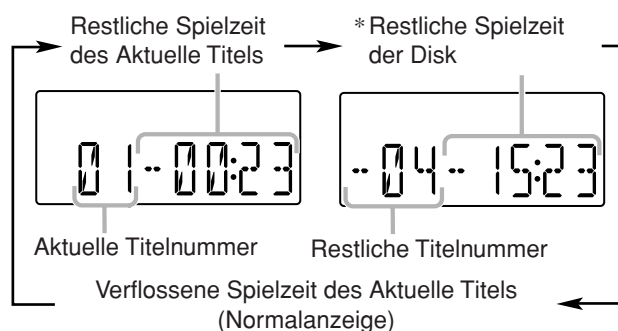 Restliche Spielzeit
des Aktuelle Titels
* Restliche Spielzeit
der Disk
01-00:23
-04-15:23
Aktuelle Titelnummer
Restliche Titelnummer
Verflossene Spielzeit des Aktuelle Titels
(Normalanzeige)